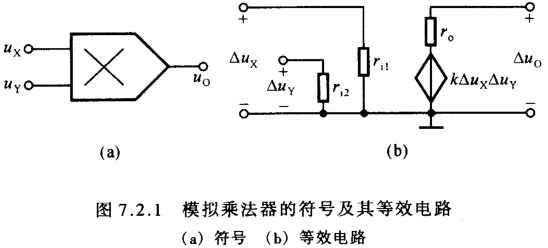 u_X
u_Y
u_O
(a)
+ + +
Δu_X
+
Δu_Y
r_i2
r_i1
r_o
kΔu_XΔu_Y
Δu_O
− − −
(b)
图 7.2.1 模拟乘法器的符号及其等效电路
(a) 符号 (b) 等效电路